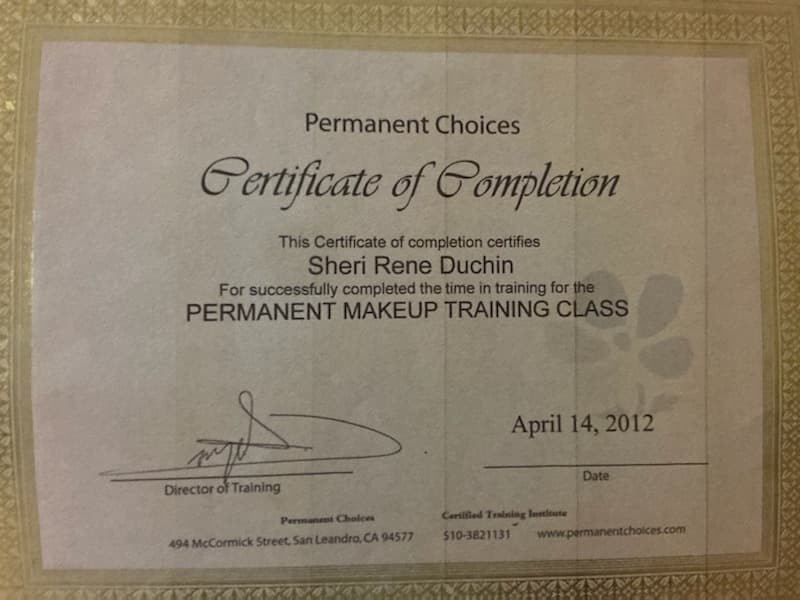 Permanent Choices
Certificate of Completion
This Certificate of completion certifies
Sheri Rene Duchin
For successfully completed the time in training for the
PERMANENT MAKEUP TRAINING CLASS
April 14, 2012
Director of Training
Date
Permanent Choices
Certified Training Institute
494 McCormick Street, San Leandro, CA 94577
510-3821131
www.permanentchoices.com